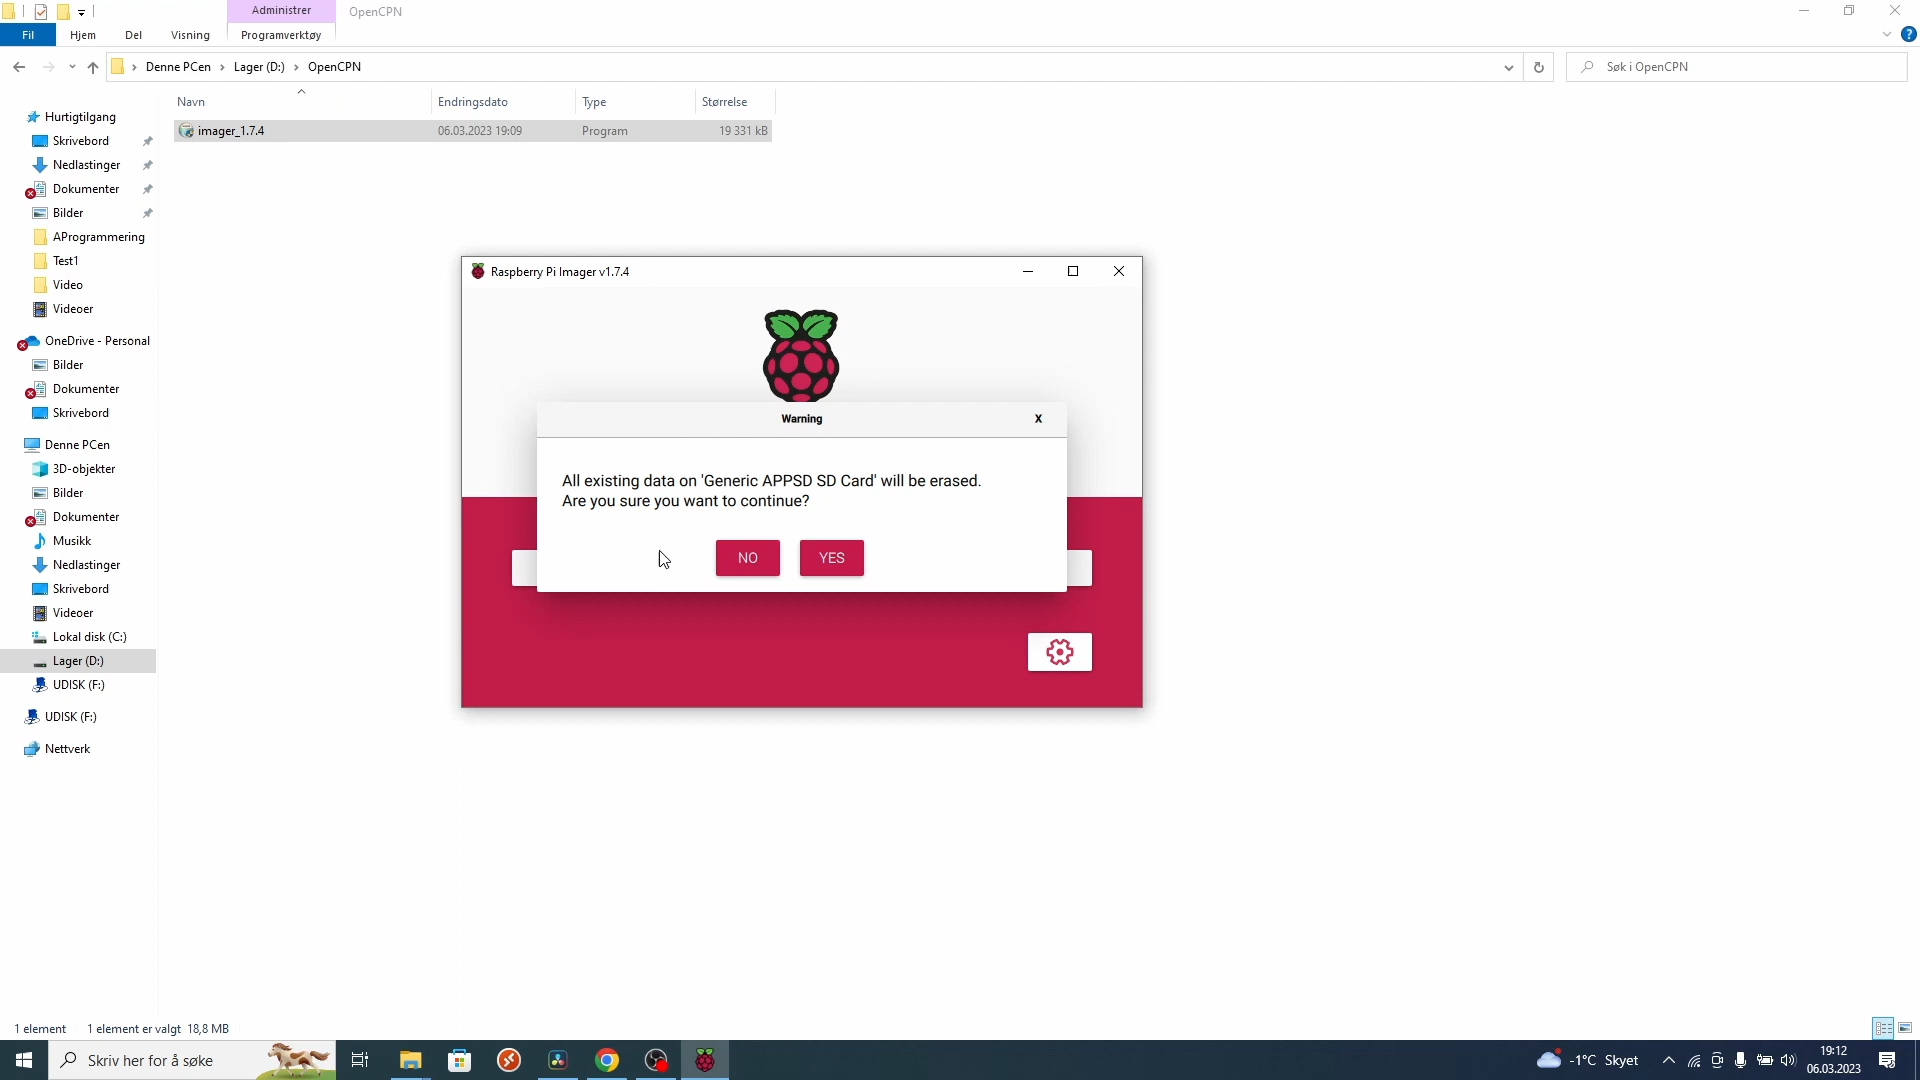 Administrer
OpenCPN
Fil
Hjem
Del
Visning
Programverktøy
Denne PCen
Lager (D:)
OpenCPN
Søk i OpenCPN
Navn
Endringsdato
Type
Størrelse
imager_1.7.4
06.03.2023 19:09
Program
19 331 kB
Hurtigtilgang
Skrivebord
Nedlastinger
Dokumenter
Bilder
AProgrammering
Test1
Video
Videoer
OneDrive - Personal
Bilder
Dokumenter
Skrivebord
Denne PCen
3D-objekter
Bilder
Dokumenter
Musikk
Nedlastinger
Skrivebord
Videoer
Lokal disk (C:)
Lager (D:)
UDISK (F:)
UDISK (F:)
Nettverk
Raspberry Pi Imager v1.7.4
Warning
X
All existing data on 'Generic APPSD SD Card' will be erased.
Are you sure you want to continue?
NO
YES
1 element
1 element er valgt 18,8 MB
Skriv her for å søke
-1°C Skyet
19:12
06.03.2023